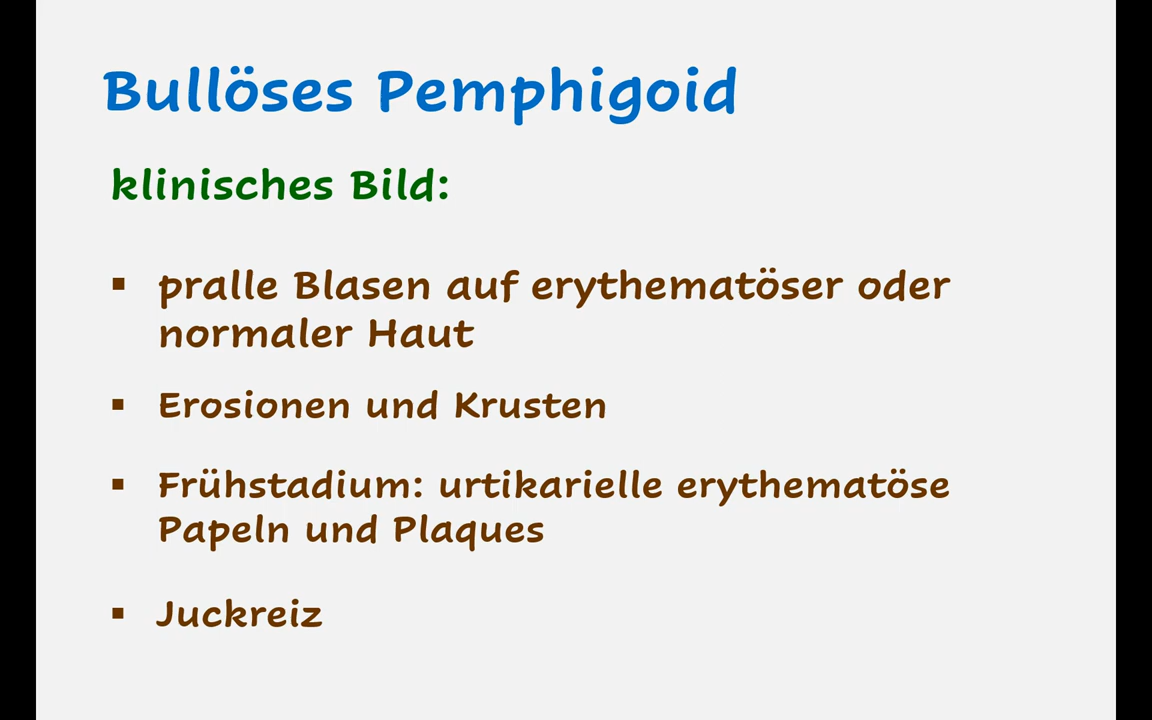 Bullöses Pemphigoid
klinisches Bild:
▪ pralle Blasen auf erythematöser oder
normaler Haut
▪ Erosionen und Krusten
▪ Frühstadium: urtikarielle erythematöse
Papeln und Plaques
▪ Juckreiz